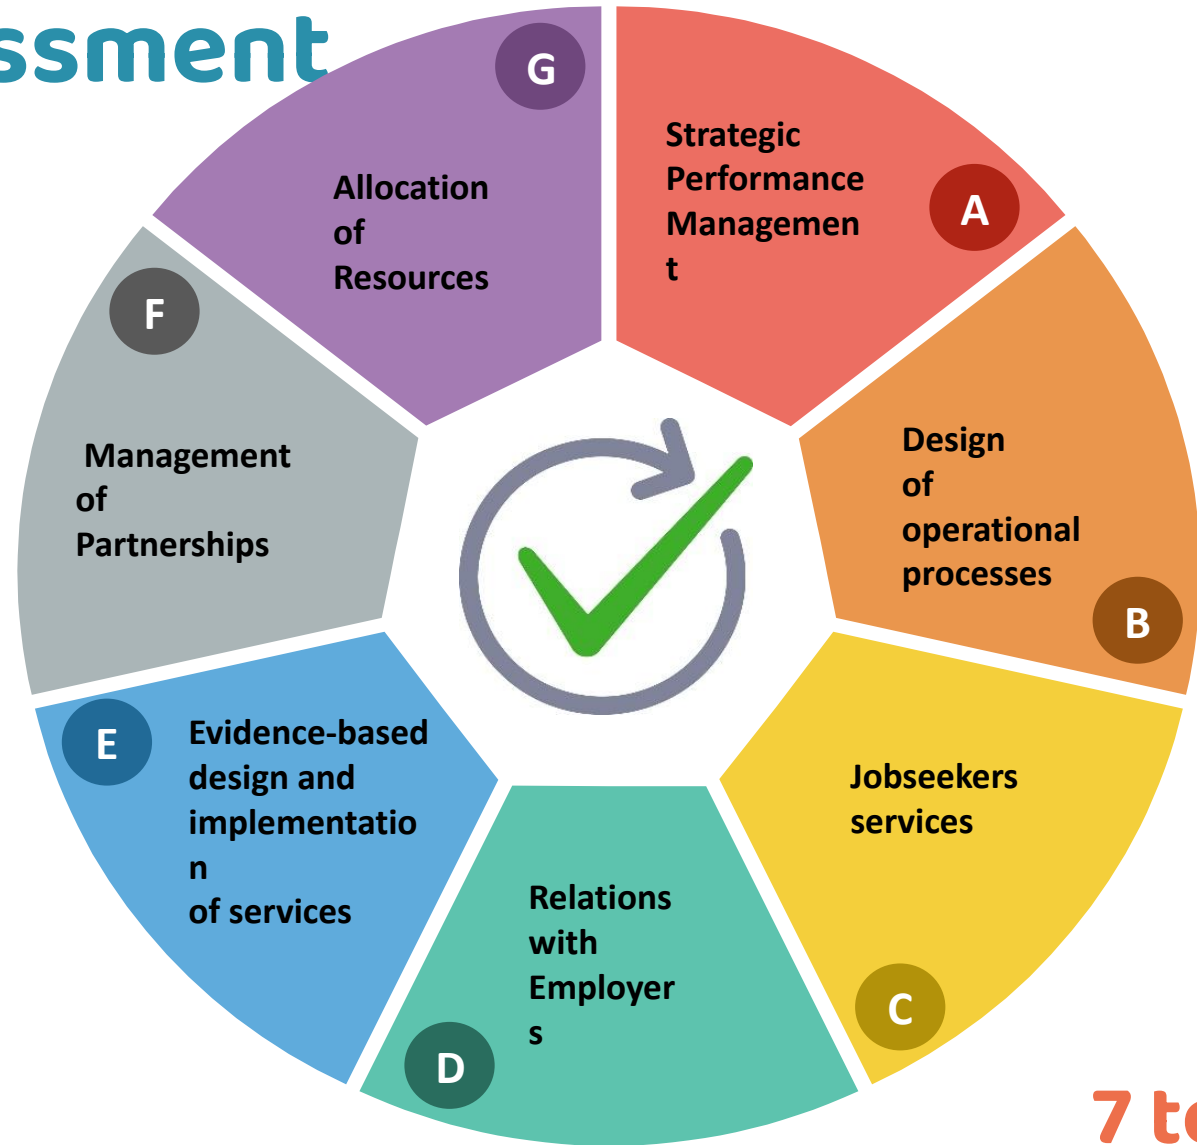 ssment
G
Allocation
of
Resources
Strategic
Performance
Managemen
t
A
F
Management
of
Partnerships
Design
of
operational
processes
B
E
Evidence-based
design and
implementatio
n
of services
Jobseekers
services
C
Relations
with
Employer
s
D
7 t